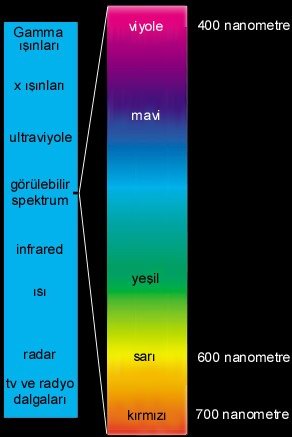 Gamma
ışınları
x ışınları
ultraviyole
görülebilir
spektrum
infrared
ısı
radar
tv ve radyo
dalgaları
viyole
mavi
yeşil
sarı
kırmızı
400 nanometre
600 nanometre
700 nanometre